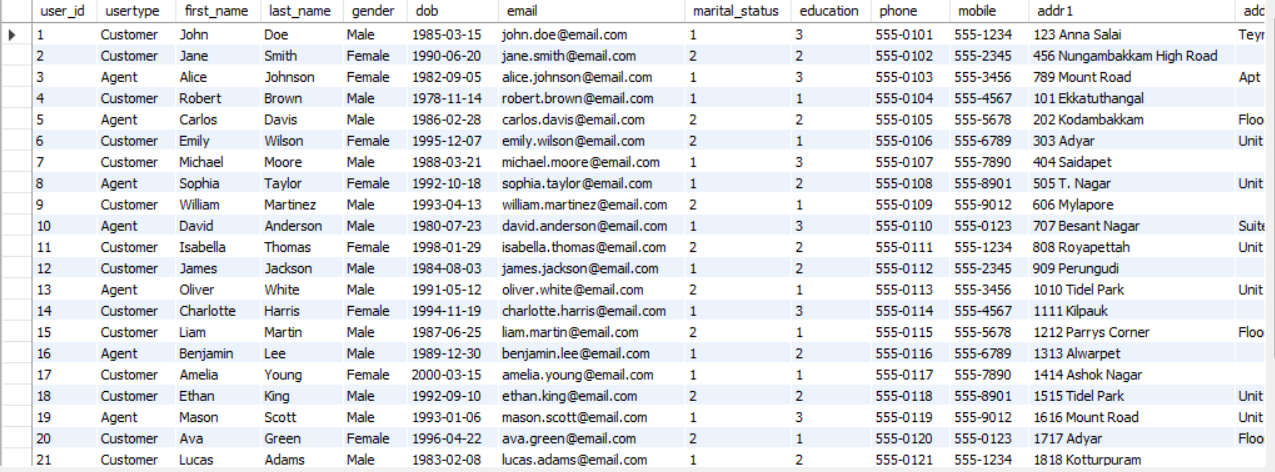 user_id usertype first_name last_name gender dob email marital_status education phone mobile addr1 add
1 Customer John Doe Male 1985-03-15 john.doe@email.com 1 3 555-0101 555-1234 123 Anna Salai Teyn
2 Customer Jane Smith Female 1990-06-20 jane.smith@email.com 2 2 555-0102 555-2345 456 Nungambakkam High Road
3 Agent Alice Johnson Female 1982-09-05 alice.johnson@email.com 1 3 555-0103 555-3456 789 Mount Road Apt
4 Customer Robert Brown Male 1978-11-14 robert.brown@email.com 1 1 555-0104 555-4567 101 Ekkatuthangal
5 Agent Carlos Davis Male 1986-02-28 carlos.davis@email.com 2 2 555-0105 555-5678 202 Kodambakkam Floo
6 Customer Emily Wilson Female 1995-12-07 emily.wilson@email.com 2 1 555-0106 555-6789 303 Adyar Unit
7 Customer Michael Moore Male 1988-03-21 michael.moore@email.com 1 3 555-0107 555-7890 404 Saidapet
8 Agent Sophia Taylor Female 1992-10-18 sophia.taylor@email.com 1 2 555-0108 555-8901 505 T. Nagar Unit
9 Customer William Martinez Male 1993-04-13 william.martinez@email.com 2 1 555-0109 555-9012 606 Mylapore
10 Agent David Anderson Male 1980-07-23 david.anderson@email.com 1 3 555-0110 555-0123 707 Besant Nagar Suite
11 Customer Isabella Thomas Female 1998-01-29 isabella.thomas@email.com 2 2 555-0111 555-1234 808 Royapettah Unit
12 Customer James Jackson Male 1984-08-03 james.jackson@email.com 1 2 555-0112 555-2345 909 Perungudi
13 Agent Oliver White Male 1991-05-12 oliver.white@email.com 2 1 555-0113 555-3456 1010 Tidel Park Unit
14 Customer Charlotte Harris Female 1994-11-19 charlotte.harris@email.com 1 3 555-0114 555-4567 1111 Kilpauk
15 Customer Liam Martin Male 1987-06-25 liam.martin@email.com 2 1 555-0115 555-5678 1212 Parrys Corner Floo
16 Agent Benjamin Lee Male 1989-12-30 benjamin.lee@email.com 1 2 555-0116 555-6789 1313 Alwarpet
17 Customer Amelia Young Female 2000-03-15 amelia.young@email.com 1 1 555-0117 555-7890 1414 Ashok Nagar
18 Customer Ethan King Male 1992-09-10 ethan.king@email.com 2 2 555-0118 555-8901 1515 Tidel Park Unit
19 Agent Mason Scott Male 1993-01-06 mason.scott@email.com 1 3 555-0119 555-9012 1616 Mount Road Unit
20 Customer Ava Green Female 1996-04-22 ava.green@email.com 2 1 555-0120 555-0123 1717 Adyar Floo
21 Customer Lucas Adams Male 1983-02-08 lucas.adams@email.com 1 2 555-0121 555-1234 1818 Kotturpuram